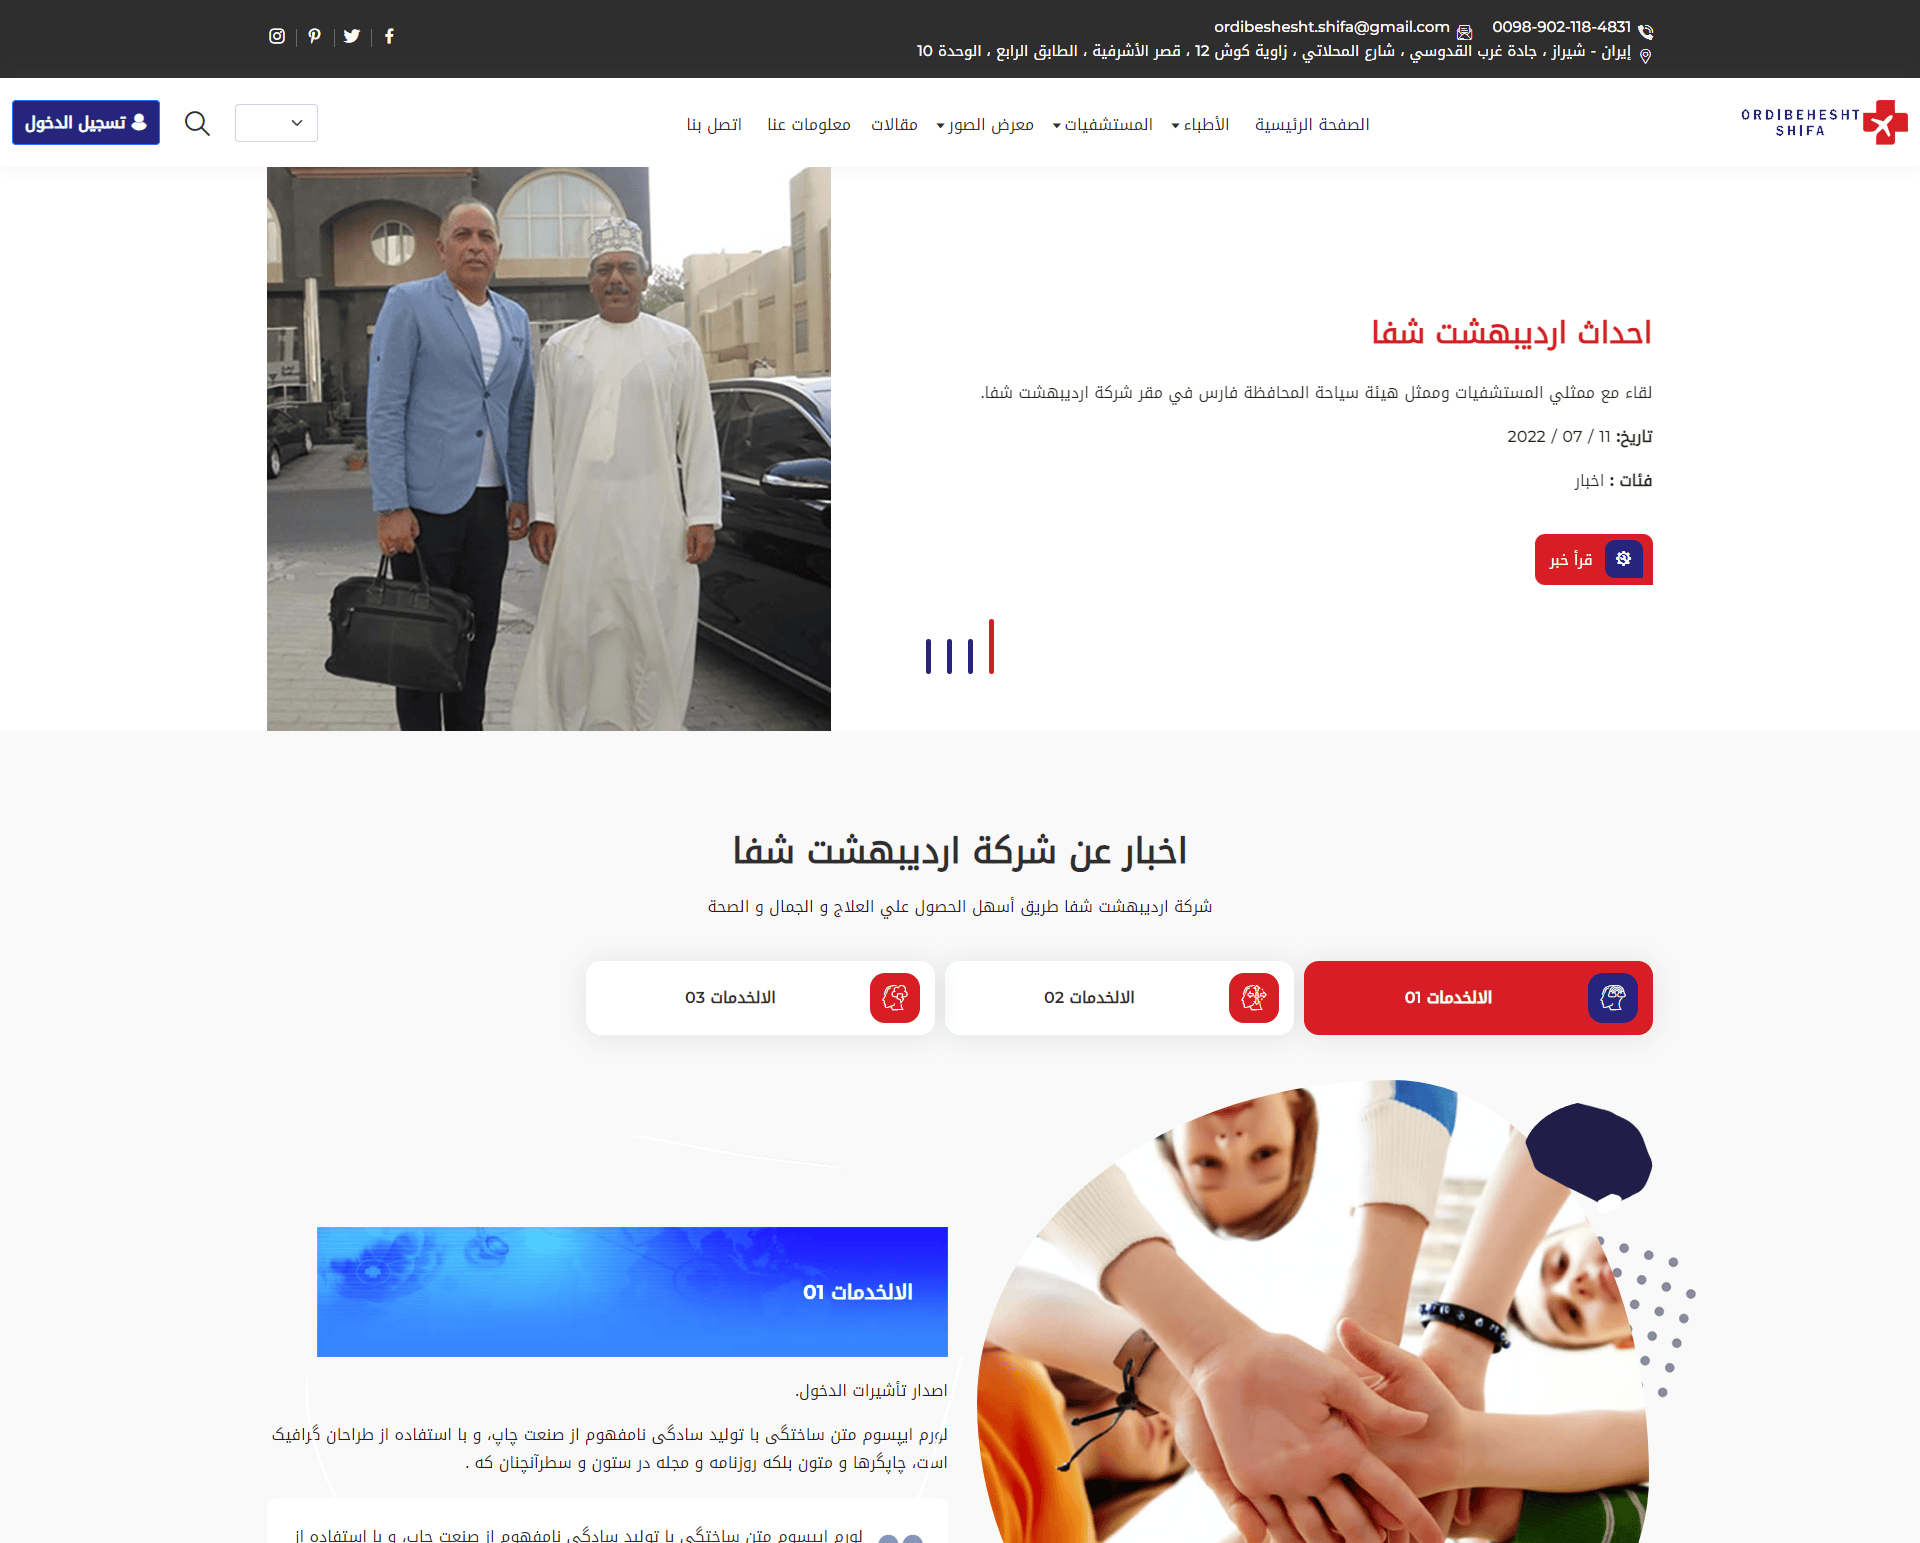 0098-902-118-4831 ordibeshesht.shifa@gmail.com
إيران - شيراز ، جادة غرب القدوسي ، شارع المحلاتي ، زاوية كوش 12 ، قصر الأشرفية ، الطابق الرابع ، الوحدة 10
ORDIBEHESHT
SHIFA
الصفحة الرئيسية الأطباء المستشفيات معرض الصور مقالات معلومات عنا اتصل بنا
تسجيل الدخول
احداث ارديبهشت شفا
لقاء مع ممثلي المستشفيات وممثل هيئة سياحة المحافظة فارس في مقر شركة ارديبهشت شفا.
تاريخ: 11 / 07 / 2022
فئات : اخبار
قرأ خبر
اخبار عن شركة ارديبهشت شفا
شركة ارديبهشت شفا طريق أسهل الحصول علي العلاج و الجمال و الصحة
الالخدمات 01
الالخدمات 02
الالخدمات 03
الالخدمات 01
اصدار تأشيرات الدخول.
لورم ایپسوم متن ساختگی با تولید سادگی نامفهوم از صنعت چاپ، و با استفاده از طراحان گرافیک
است، چاپگرها و متون بلکه روزنامه و مجله در ستون و سطرآنچنان که .
لورم ایپسوم متن ساختگی با تولید سادگی نامفهوم از صنعت چاپ، و با استفاده از